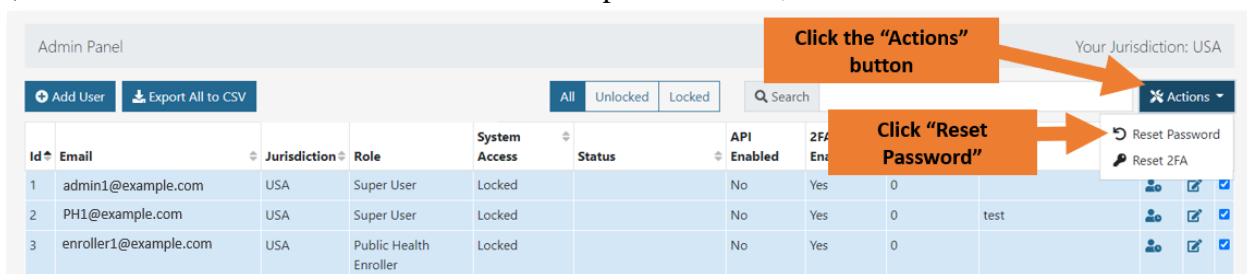 Admin Panel
Click the “Actions”
button
Your Jurisdiction: USA
Add User
Export All to CSV
All
Unlocked
Locked
Search
Actions
Click “Reset
Password”
Reset Password
Reset 2FA
Id
Email
Jurisdiction
Role
System
Access
Status
API
Enabled
1
admin1@example.com
USA
Super User
Locked
No
Yes
0
2
PH1@example.com
USA
Super User
Locked
No
Yes
0
test
3
enroller1@example.com
USA
Public Health
Enroller
Locked
No
Yes
0